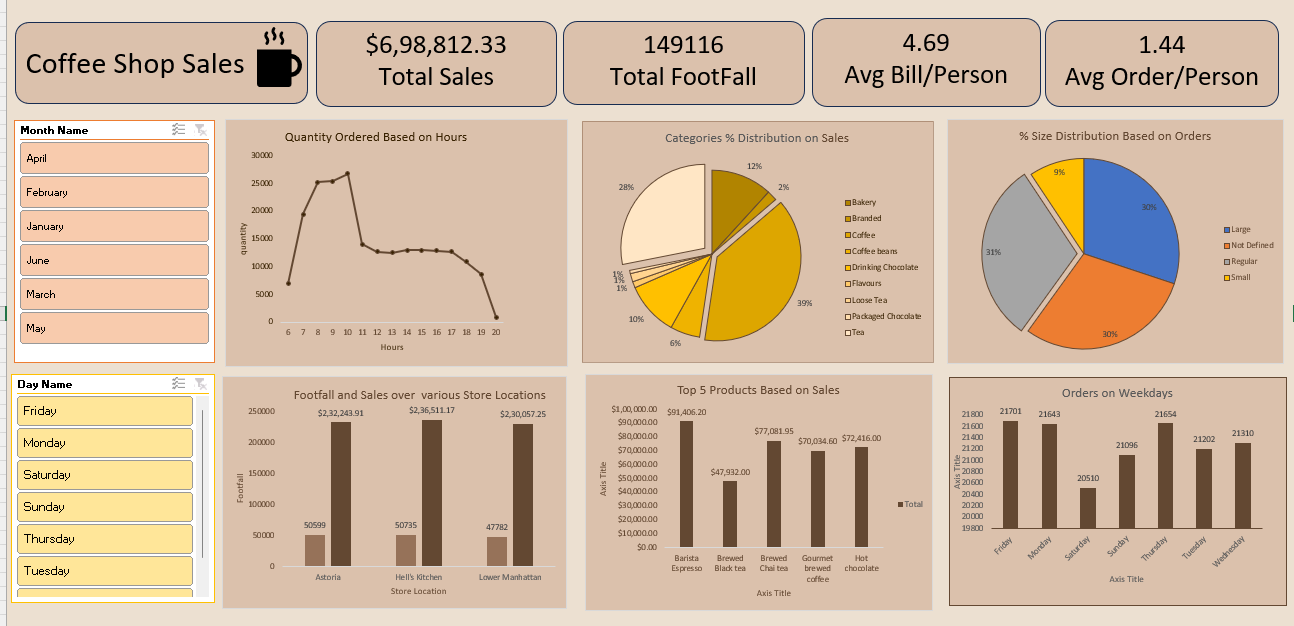 Coffee Shop Sales
$6,98,812.33
Total Sales
149116
Total FootFall
4.69
Avg Bill/Person
1.44
Avg Order/Person
Month Name
April
February
January
June
March
May
Quantity Ordered Based on Hours
30000
25000
20000
15000
10000
5000
0
quantity
6 7 8 9 10 11 12 13 14 15 16 17 18 19 20
Hours
Categories % Distribution on Sales
12%
2%
39%
6%
10%
1%
1%
1%
28%
Bakery
Branded
Coffee
Coffee beans
Drinking Chocolate
Flavours
Loose Tea
Packaged Chocolate
Tea
% Size Distribution Based on Orders
30%
30%
31%
9%
Large
Not Defined
Regular
Small
Day Name
Friday
Monday
Saturday
Sunday
Thursday
Tuesday
Footfall and Sales over various Store Locations
250000
200000
150000
100000
50000
0
Footfall
50599
$2,32,243.91
50735
$2,36,511.17
47782
$2,30,057.25
Astoria
Hell's Kitchen
Lower Manhattan
Store Location
Top 5 Products Based on Sales
$1,00,000.00
$90,000.00
$80,000.00
$70,000.00
$60,000.00
$50,000.00
$40,000.00
$30,000.00
$20,000.00
$10,000.00
$0.00
Axis Title
$91,406.20
$47,932.00
$77,081.95
$70,034.60
$72,416.00
Barista
Espresso
Brewed
Black tea
Brewed
Chai tea
Gourmet
brewed
coffee
Hot
chocolate
Axis Title
Total
Orders on Weekdays
21800
21600
21400
21200
21000
20800
20600
20400
20200
20000
19800
Axis Title
21701
21643
20510
21096
21654
21202
21310
Friday
Monday
Saturday
Sunday
Thursday
Tuesday
Wednesday
Axis Title